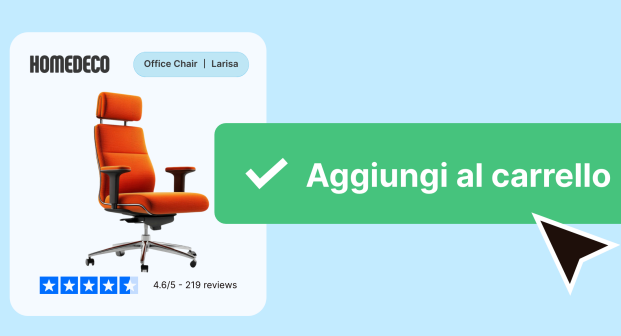 HOMEDECO
Office Chair | Larisa
Aggiungi al carrello
4.6/5 - 219 reviews